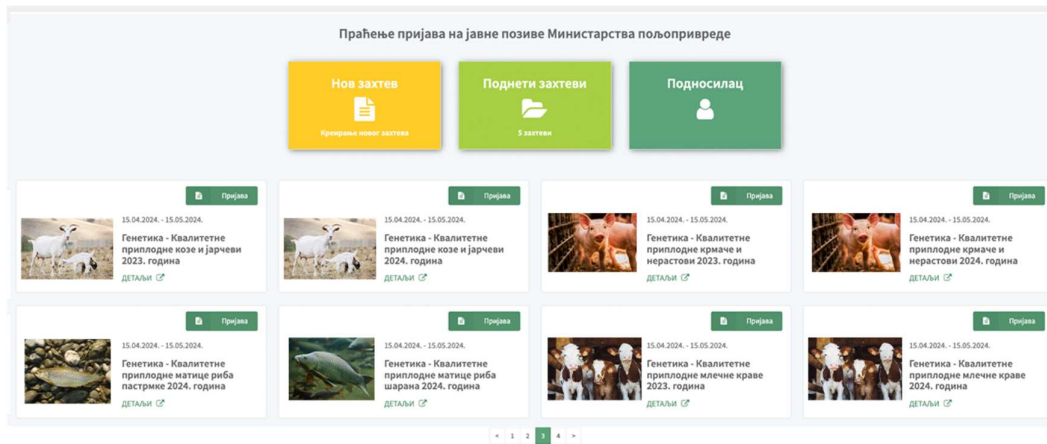 Праћење пријава на јавне позиве Министарства пољопривреде
Нов захтев
Креирање новог захтева
Поднети захтеви
5 захтеви
Подносилац
Пријава
15.04.2024. - 15.05.2024.
Генетика - Квалитетне
приплодне козе и јарчеви
2023. година
ДЕТАЉИ
Пријава
15.04.2024. - 15.05.2024.
Генетика - Квалитетне
приплодне козе и јарчеви
2024. година
ДЕТАЉИ
Пријава
15.04.2024. - 15.05.2024.
Генетика - Квалитетне
приплодне крмаче и
нерастови 2023. година
ДЕТАЉИ
Пријава
15.04.2024. - 15.05.2024.
Генетика - Квалитетне
приплодне крмаче и
нерастови 2024. година
ДЕТАЉИ
Пријава
15.04.2024. - 15.05.2024.
Генетика - Квалитетне
приплодне матице риба
пастрмке 2024. година
ДЕТАЉИ
Пријава
15.04.2024. - 15.05.2024.
Генетика - Квалитетне
приплодне матице риба
шарана 2024. година
ДЕТАЉИ
Пријава
15.04.2024. - 15.05.2024.
Генетика - Квалитетне
приплодне млечне краве
2023. година
ДЕТАЉИ
Пријава
15.04.2024. - 15.05.2024.
Генетика - Квалитетне
приплодне млечне краве
2024. година
ДЕТАЉИ
< 1 2 3 4 >